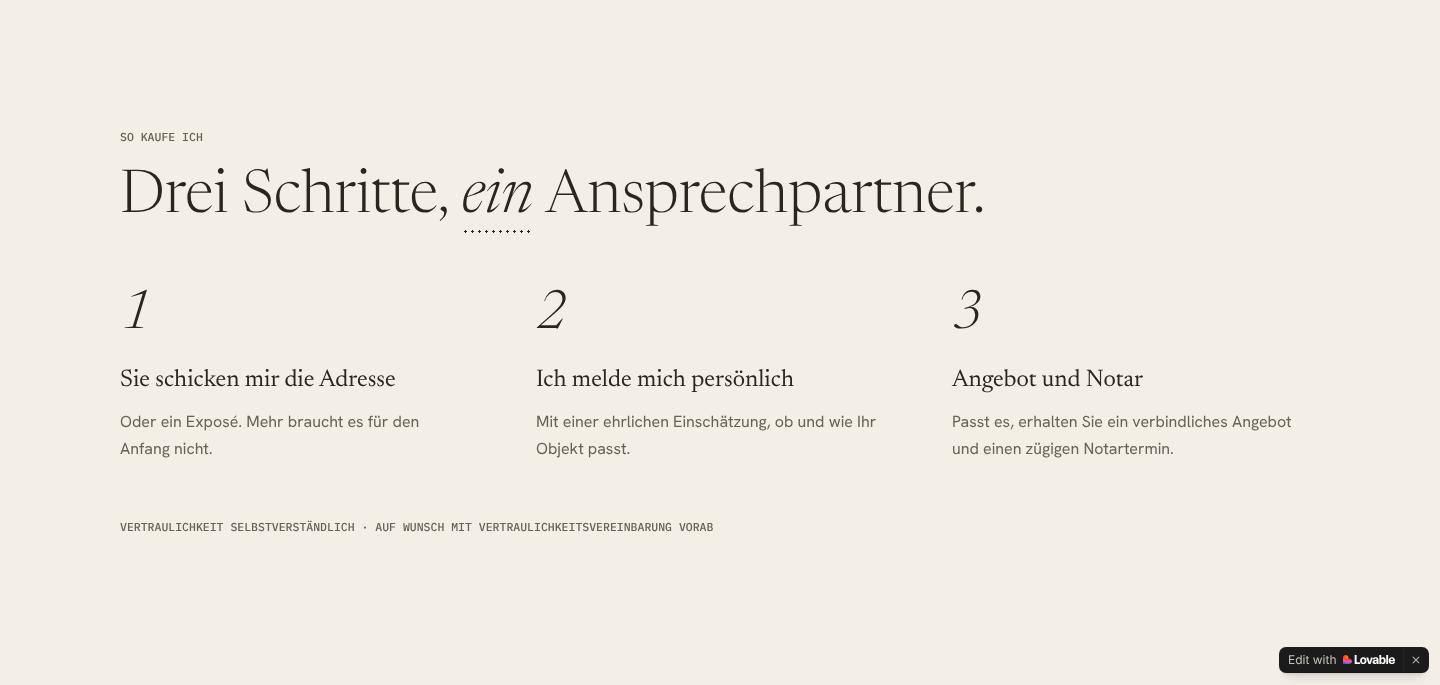 SO KAUFE ICH
Drei Schritte, ein Ansprechpartner.
1
Sie schicken mir die Adresse
Oder ein Exposé. Mehr braucht es für den
Anfang nicht.
2
Ich melde mich persönlich
Mit einer ehrlichen Einschätzung, ob und wie Ihr
Objekt passt.
3
Angebot und Notar
Passt es, erhalten Sie ein verbindliches Angebot
und einen zügigen Notartermin.
VERTRAULICHKEIT SELBSTVERSTÄNDLICH · AUF WUNSCH MIT VERTRAULICHKEITSVEREINBARUNG VORAB
Edit with Lovable ×